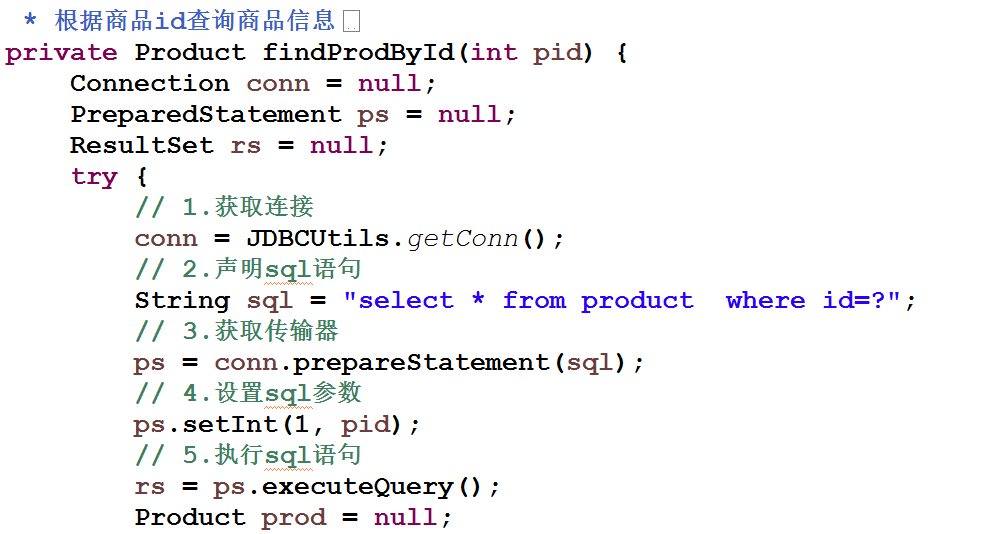 * 根据商品id查询商品信息
private Product findProdById(int pid) {
Connection conn = null;
PreparedStatement ps = null;
ResultSet rs = null;
try {
// 1.获取连接
conn = JDBCUtils.getConn();
// 2.声明sql语句
String sql = "select * from product  where id=?";
// 3.获取传输器
ps = conn.prepareStatement(sql);
// 4.设置sql参数
ps.setInt(1, pid);
// 5.执行sql语句
rs = ps.executeQuery();
Product prod = null;